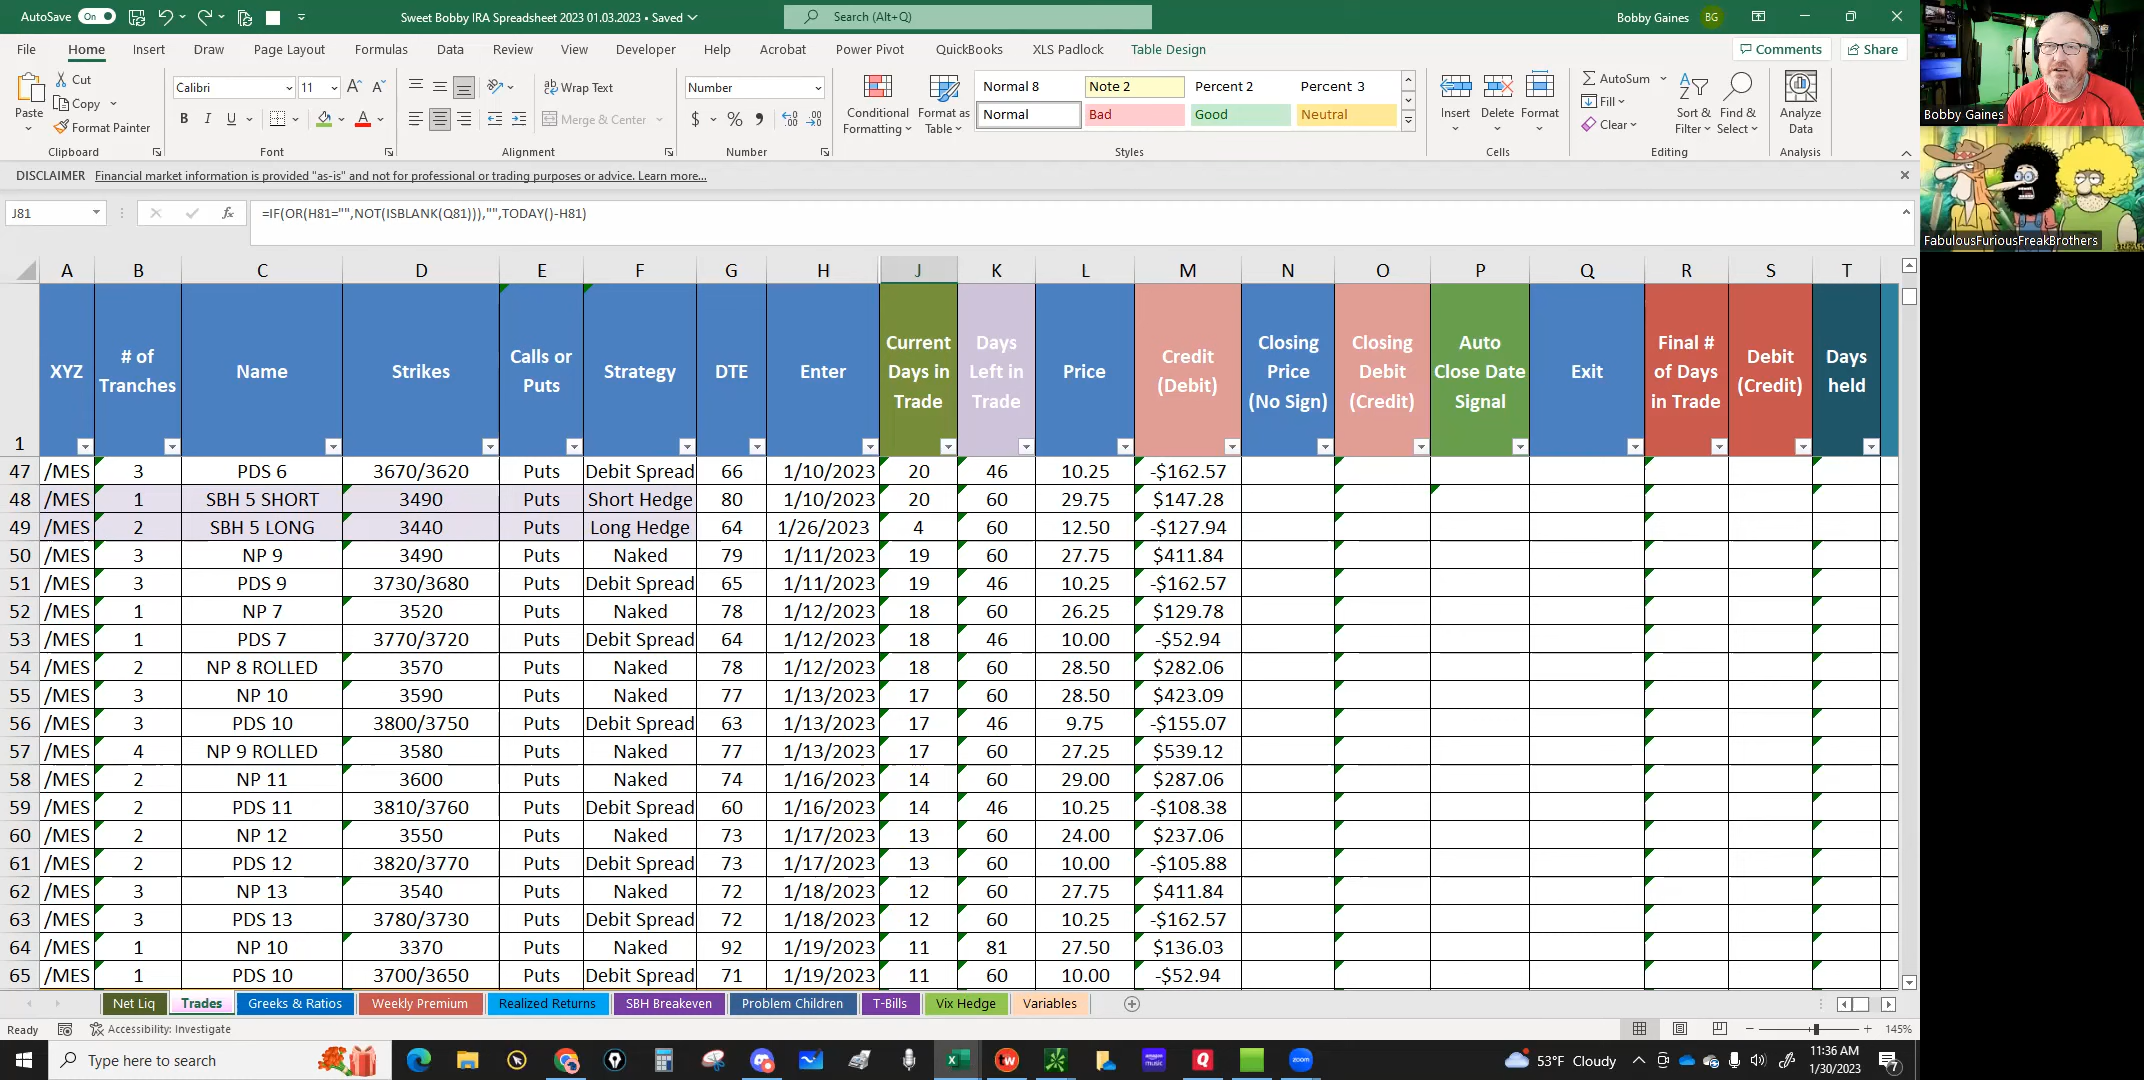 AutoSave On Sweet Bobby IRA Spreadsheet 2023 01.03.2023 • Saved Search (Alt+Q) Bobby Gaines BG
File Home Insert Draw Page Layout Formulas Data Review View Developer Help Acrobat Power Pivot QuickBooks XLS Padlock Table Design Comments Share
Paste Cut Copy Format Painter Clipboard
Calibri 11 B I U Font
Wrap Text Merge & Center Alignment
Number $ % Number
Conditional Formatting Format as Table Normal 8 Note 2 Percent 2 Percent 3
Normal Bad Good Neutral Styles
Insert Delete Format Cells
AutoSum Fill Clear Sort & Filter Find & Select Editing
Analyze Data Analysis
Bobby Gaines
FabulousFuriousFreakBrothers
DISCLAIMER Financial market information is provided "as-is" and not for professional or trading purposes or advice. Learn more...
J81 fx =IF(OR(H81="",NOT(ISBLANK(Q81))),"",TODAY()-H81)
A B C D E F G H J K L M N O P Q R S T
1 XYZ # of Tranches Name Strikes Calls or Puts Strategy DTE Enter Current Days in Trade Days Left in Trade Price Credit (Debit) Closing Price (No Sign) Closing Debit (Credit) Auto Close Date Signal Exit Final # of Days in Trade Debit (Credit) Days held
47 /MES 3 PDS 6 3670/3620 Puts Debit Spread 66 1/10/2023 20 46 10.25 -$162.57
48 /MES 1 SBH 5 SHORT 3490 Puts Short Hedge 80 1/10/2023 20 60 29.75 $147.28
49 /MES 2 SBH 5 LONG 3440 Puts Long Hedge 64 1/26/2023 4 60 12.50 -$127.94
50 /MES 3 NP 9 3490 Puts Naked 79 1/11/2023 19 60 27.75 $411.84
51 /MES 3 PDS 9 3730/3680 Puts Debit Spread 65 1/11/2023 19 46 10.25 -$162.57
52 /MES 1 NP 7 3520 Puts Naked 78 1/12/2023 18 60 26.25 $129.78
53 /MES 1 PDS 7 3770/3720 Puts Debit Spread 64 1/12/2023 18 46 10.00 -$52.94
54 /MES 2 NP 8 ROLLED 3570 Puts Naked 78 1/12/2023 18 60 28.50 $282.06
55 /MES 3 NP 10 3590 Puts Naked 77 1/13/2023 17 60 28.50 $423.09
56 /MES 3 PDS 10 3800/3750 Puts Debit Spread 63 1/13/2023 17 46 9.75 -$155.07
57 /MES 4 NP 9 ROLLED 3580 Puts Naked 77 1/13/2023 17 60 27.25 $539.12
58 /MES 2 NP 11 3600 Puts Naked 74 1/16/2023 14 60 29.00 $287.06
59 /MES 2 PDS 11 3810/3760 Puts Debit Spread 60 1/16/2023 14 46 10.25 -$108.38
60 /MES 2 NP 12 3550 Puts Naked 73 1/17/2023 13 60 24.00 $237.06
61 /MES 2 PDS 12 3820/3770 Puts Debit Spread 73 1/17/2023 13 60 10.00 -$105.88
62 /MES 3 NP 13 3540 Puts Naked 72 1/18/2023 12 60 27.75 $411.84
63 /MES 3 PDS 13 3780/3730 Puts Debit Spread 72 1/18/2023 12 60 10.25 -$162.57
64 /MES 1 NP 10 3370 Puts Naked 92 1/19/2023 11 81 27.50 $136.03
65 /MES 1 PDS 10 3700/3650 Puts Debit Spread 71 1/19/2023 11 60 10.00 -$52.94
Net Liq Trades Greeks & Ratios Weekly Premium Realized Returns SBH Breakeven Problem Children T-Bills Vix Hedge Variables
Ready Accessibility: Investigate 145%
Type here to search tw zoom 53°F Cloudy 11:36 AM
1/30/2023 7